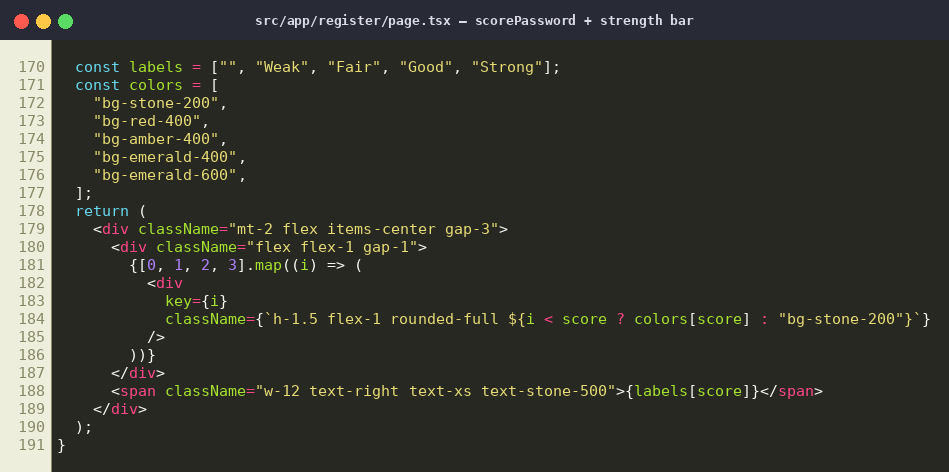 src/app/register/page.tsx — scorePassword + strength bar
170   const labels = ["", "Weak", "Fair", "Good", "Strong"];
171   const colors = [
172     "bg-stone-200",
173     "bg-red-400",
174     "bg-amber-400",
175     "bg-emerald-400",
176     "bg-emerald-600",
177   ];
178   return (
179     <div className="mt-2 flex items-center gap-3">
180       <div className="flex flex-1 gap-1">
181         {[0, 1, 2, 3].map((i) => (
182           <div
183             key={i}
184             className={`h-1.5 flex-1 rounded-full ${i < score ? colors[score] : "bg-stone-200"}`}
185           />
186         ))}
187       </div>
188       <span className="w-12 text-right text-xs text-stone-500">{labels[score]}</span>
189     </div>
190   );
191 }